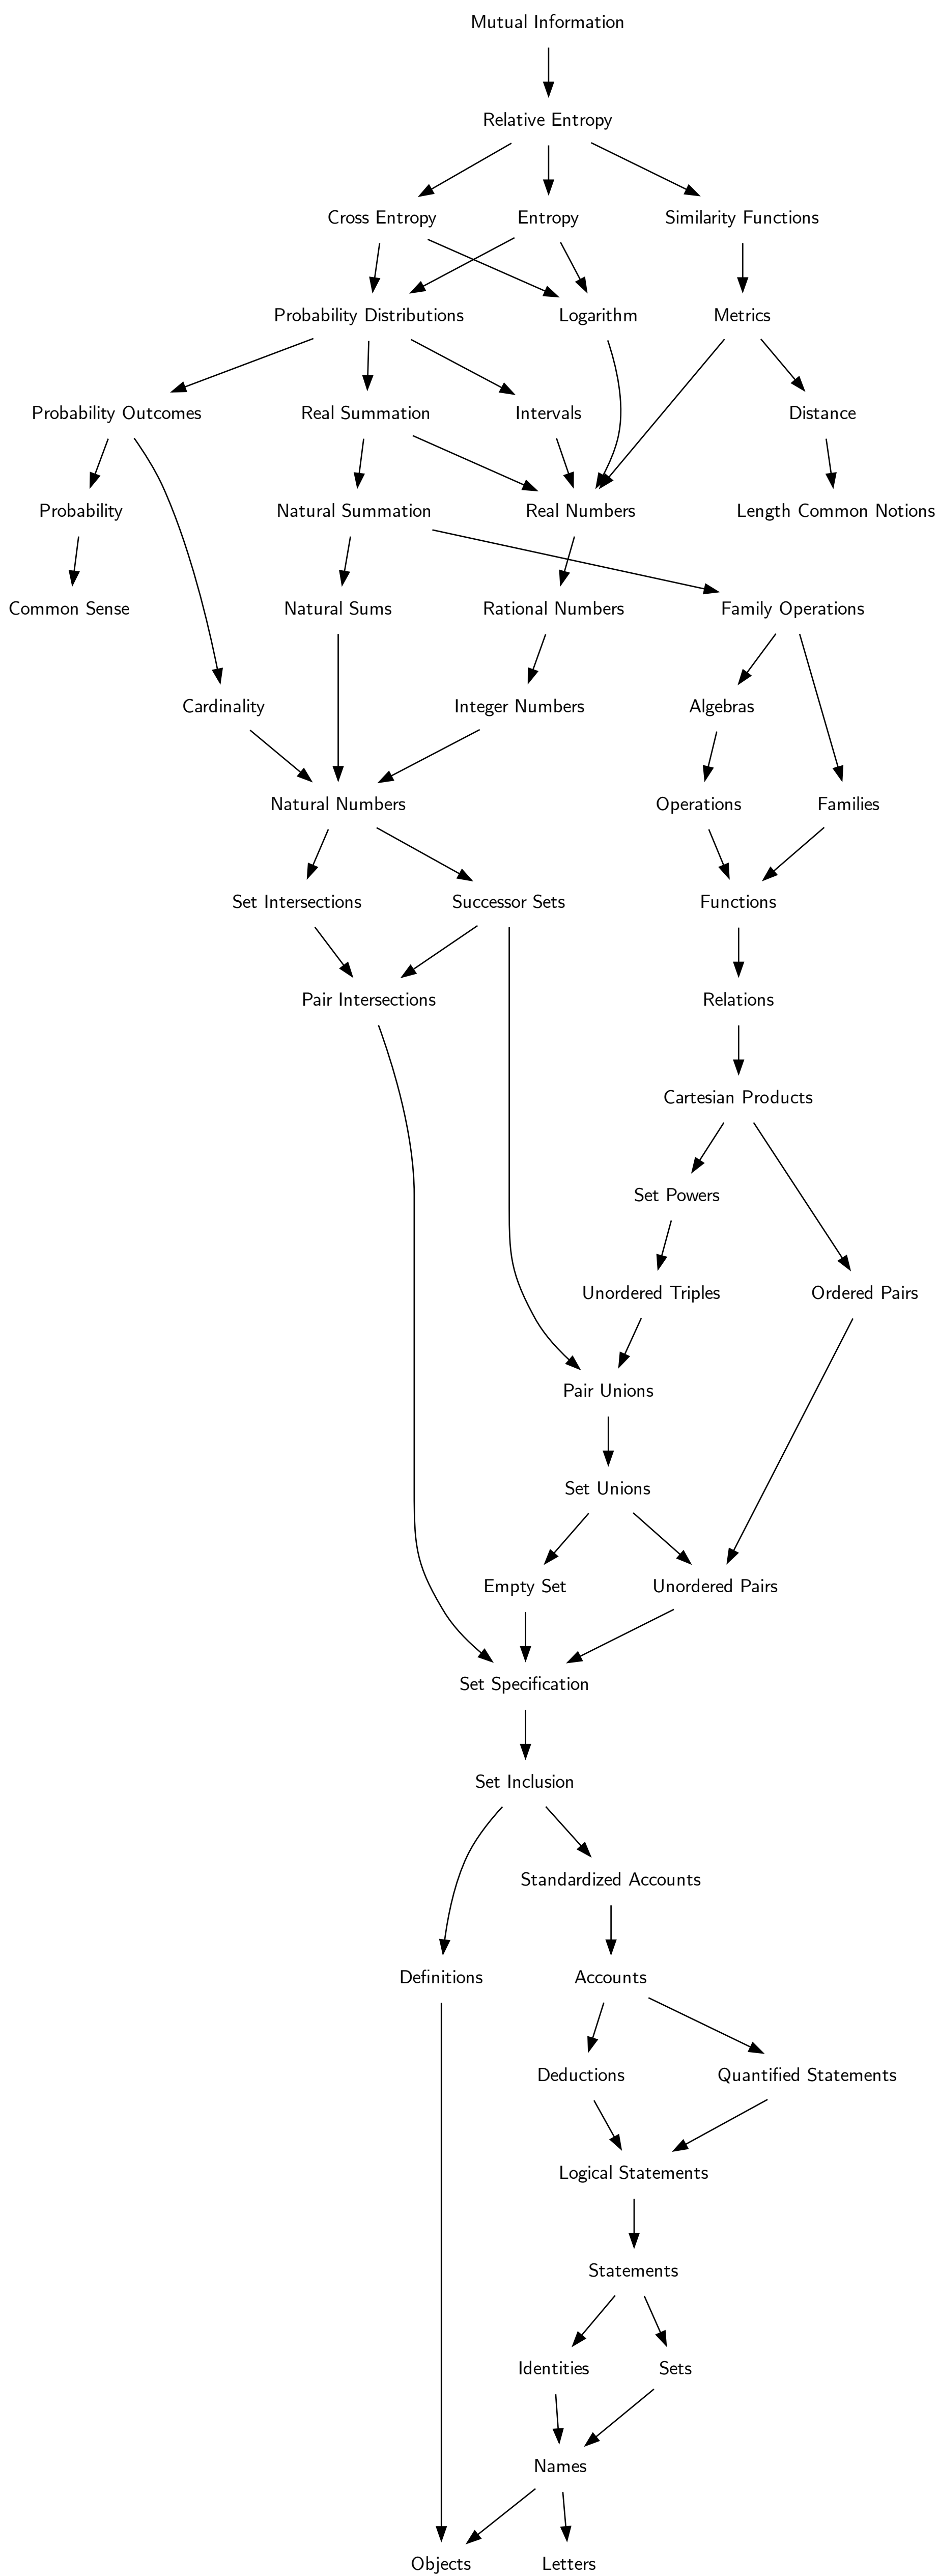 Mutual Information
Relative Entropy
Cross Entropy
Entropy
Similarity Functions
Probability Distributions
Logarithm
Metrics
Probability Outcomes
Real Summation
Intervals
Distance
Probability
Natural Summation
Real Numbers
Length Common Notions
Common Sense
Natural Sums
Rational Numbers
Family Operations
Cardinality
Integer Numbers
Algebras
Natural Numbers
Operations
Families
Set Intersections
Successor Sets
Functions
Pair Intersections
Relations
Cartesian Products
Set Powers
Unordered Triples
Ordered Pairs
Pair Unions
Set Unions
Empty Set
Unordered Pairs
Set Specification
Set Inclusion
Standardized Accounts
Definitions
Accounts
Deductions
Quantified Statements
Logical Statements
Statements
Identities
Sets
Names
Objects
Letters